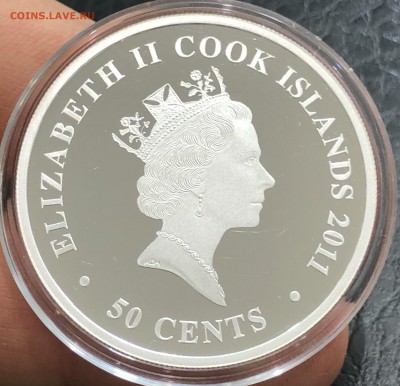 COINS.LAVE.RU
ELIZABETH II COOK ISLANDS 2011
50 CENTS